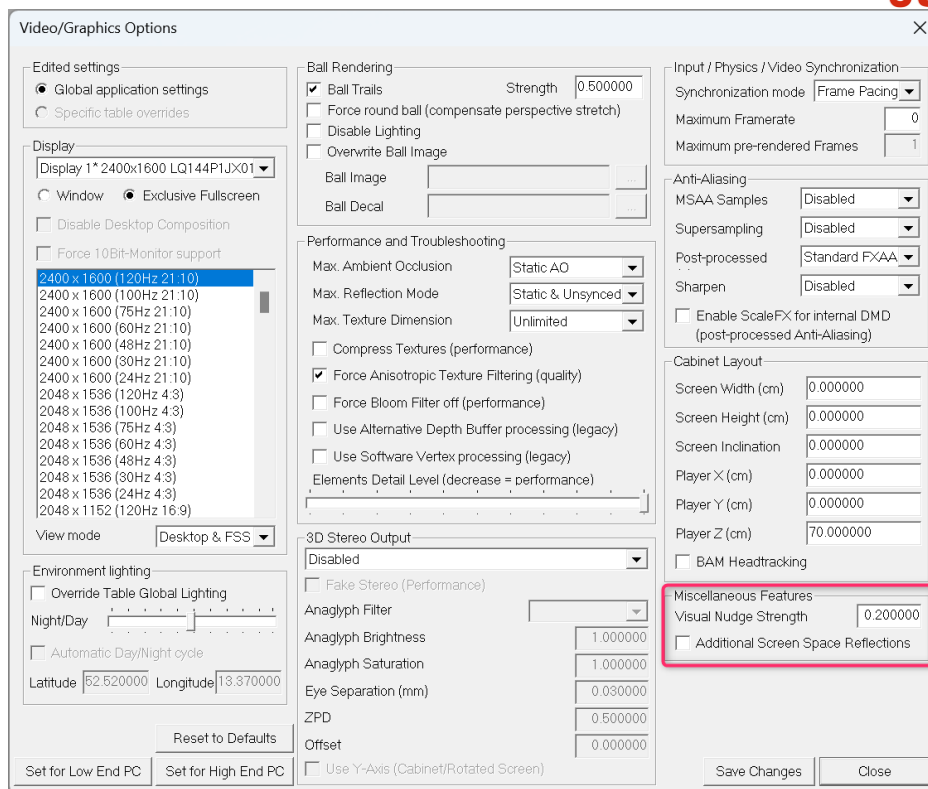 Video/Graphics Options
Edited settings
Global application settings
Specific table overrides
Display
Display 1* 2400x1600 LQ144P1JX01
Window Exclusive Fullscreen
Disable Desktop Composition
Force 10Bit-Monitor support
2400 x 1600 (120Hz 21:10)
2400 x 1600 (100Hz 21:10)
2400 x 1600 (75Hz 21:10)
2400 x 1600 (60Hz 21:10)
2400 x 1600 (48Hz 21:10)
2400 x 1600 (30Hz 21:10)
2400 x 1600 (24Hz 21:10)
2048 x 1536 (120Hz 4:3)
2048 x 1536 (100Hz 4:3)
2048 x 1536 (75Hz 4:3)
2048 x 1536 (60Hz 4:3)
2048 x 1536 (48Hz 4:3)
2048 x 1536 (30Hz 4:3)
2048 x 1536 (24Hz 4:3)
2048 x 1152 (120Hz 16:9)
View mode Desktop & FSS
Environment lighting
Override Table Global Lighting
Night/Day
Automatic Day/Night cycle
Latitude 52.520000 Longitude 13.370000
Reset to Defaults
Set for Low End PC Set for High End PC
Ball Rendering
Ball Trails Strength 0.500000
Force round ball (compensate perspective stretch)
Disable Lighting
Overwrite Ball Image
Ball Image ...
Ball Decal ...
Performance and Troubleshooting
Max. Ambient Occlusion Static AO
Max. Reflection Mode Static & Unsynced
Max. Texture Dimension Unlimited
Compress Textures (performance)
Force Anisotropic Texture Filtering (quality)
Force Bloom Filter off (performance)
Use Alternative Depth Buffer processing (legacy)
Use Software Vertex processing (legacy)
Elements Detail Level (decrease = performance)
3D Stereo Output
Disabled
Fake Stereo (Performance)
Anaglyph Filter
Anaglyph Brightness 1.000000
Anaglyph Saturation 1.000000
Eye Separation (mm) 0.030000
ZPD 0.500000
Offset 0.000000
Use Y-Axis (Cabinet/Rotated Screen)
Input / Physics / Video Synchronization
Synchronization mode Frame Pacing
Maximum Framerate 0
Maximum pre-rendered Frames 1
Anti-Aliasing
MSAA Samples Disabled
Supersampling Disabled
Post-processed Standard FXAA
Sharpen Disabled
Enable ScaleFX for internal DMD
(post-processed Anti-Aliasing)
Cabinet Layout
Screen Width (cm) 0.000000
Screen Height (cm) 0.000000
Screen Inclination 0.000000
Player X (cm) 0.000000
Player Y (cm) 0.000000
Player Z (cm) 70.000000
BAM Headtracking
Miscellaneous Features
Visual Nudge Strength 0.200000
Additional Screen Space Reflections
Save Changes Close